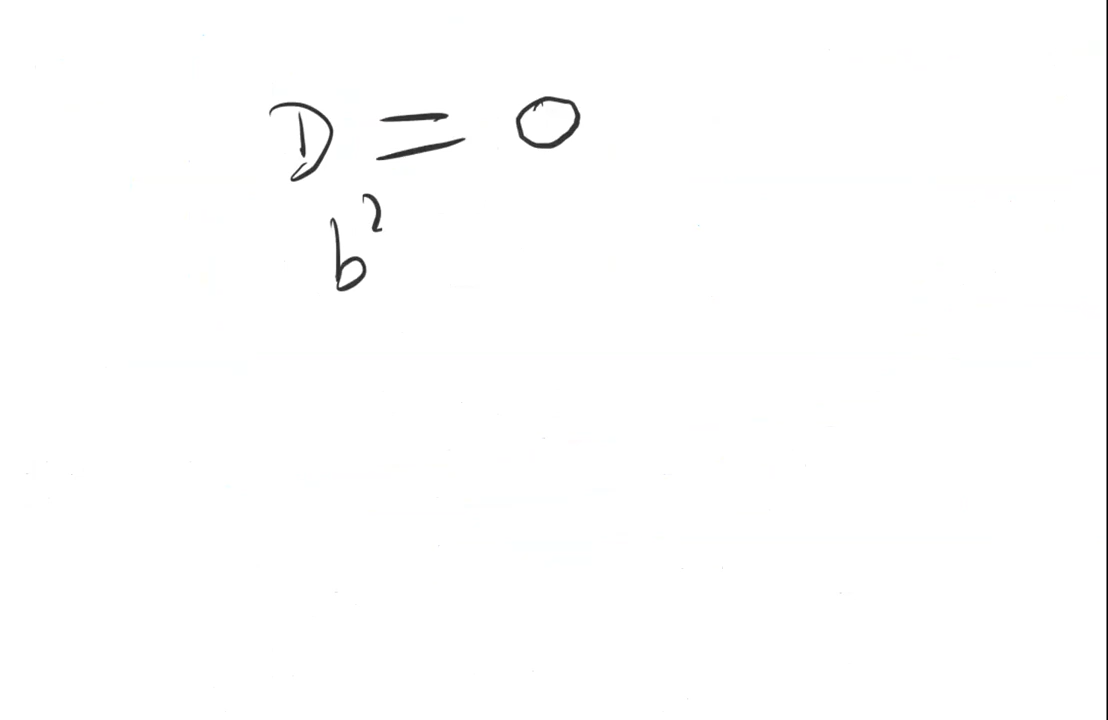 D = 0
b²